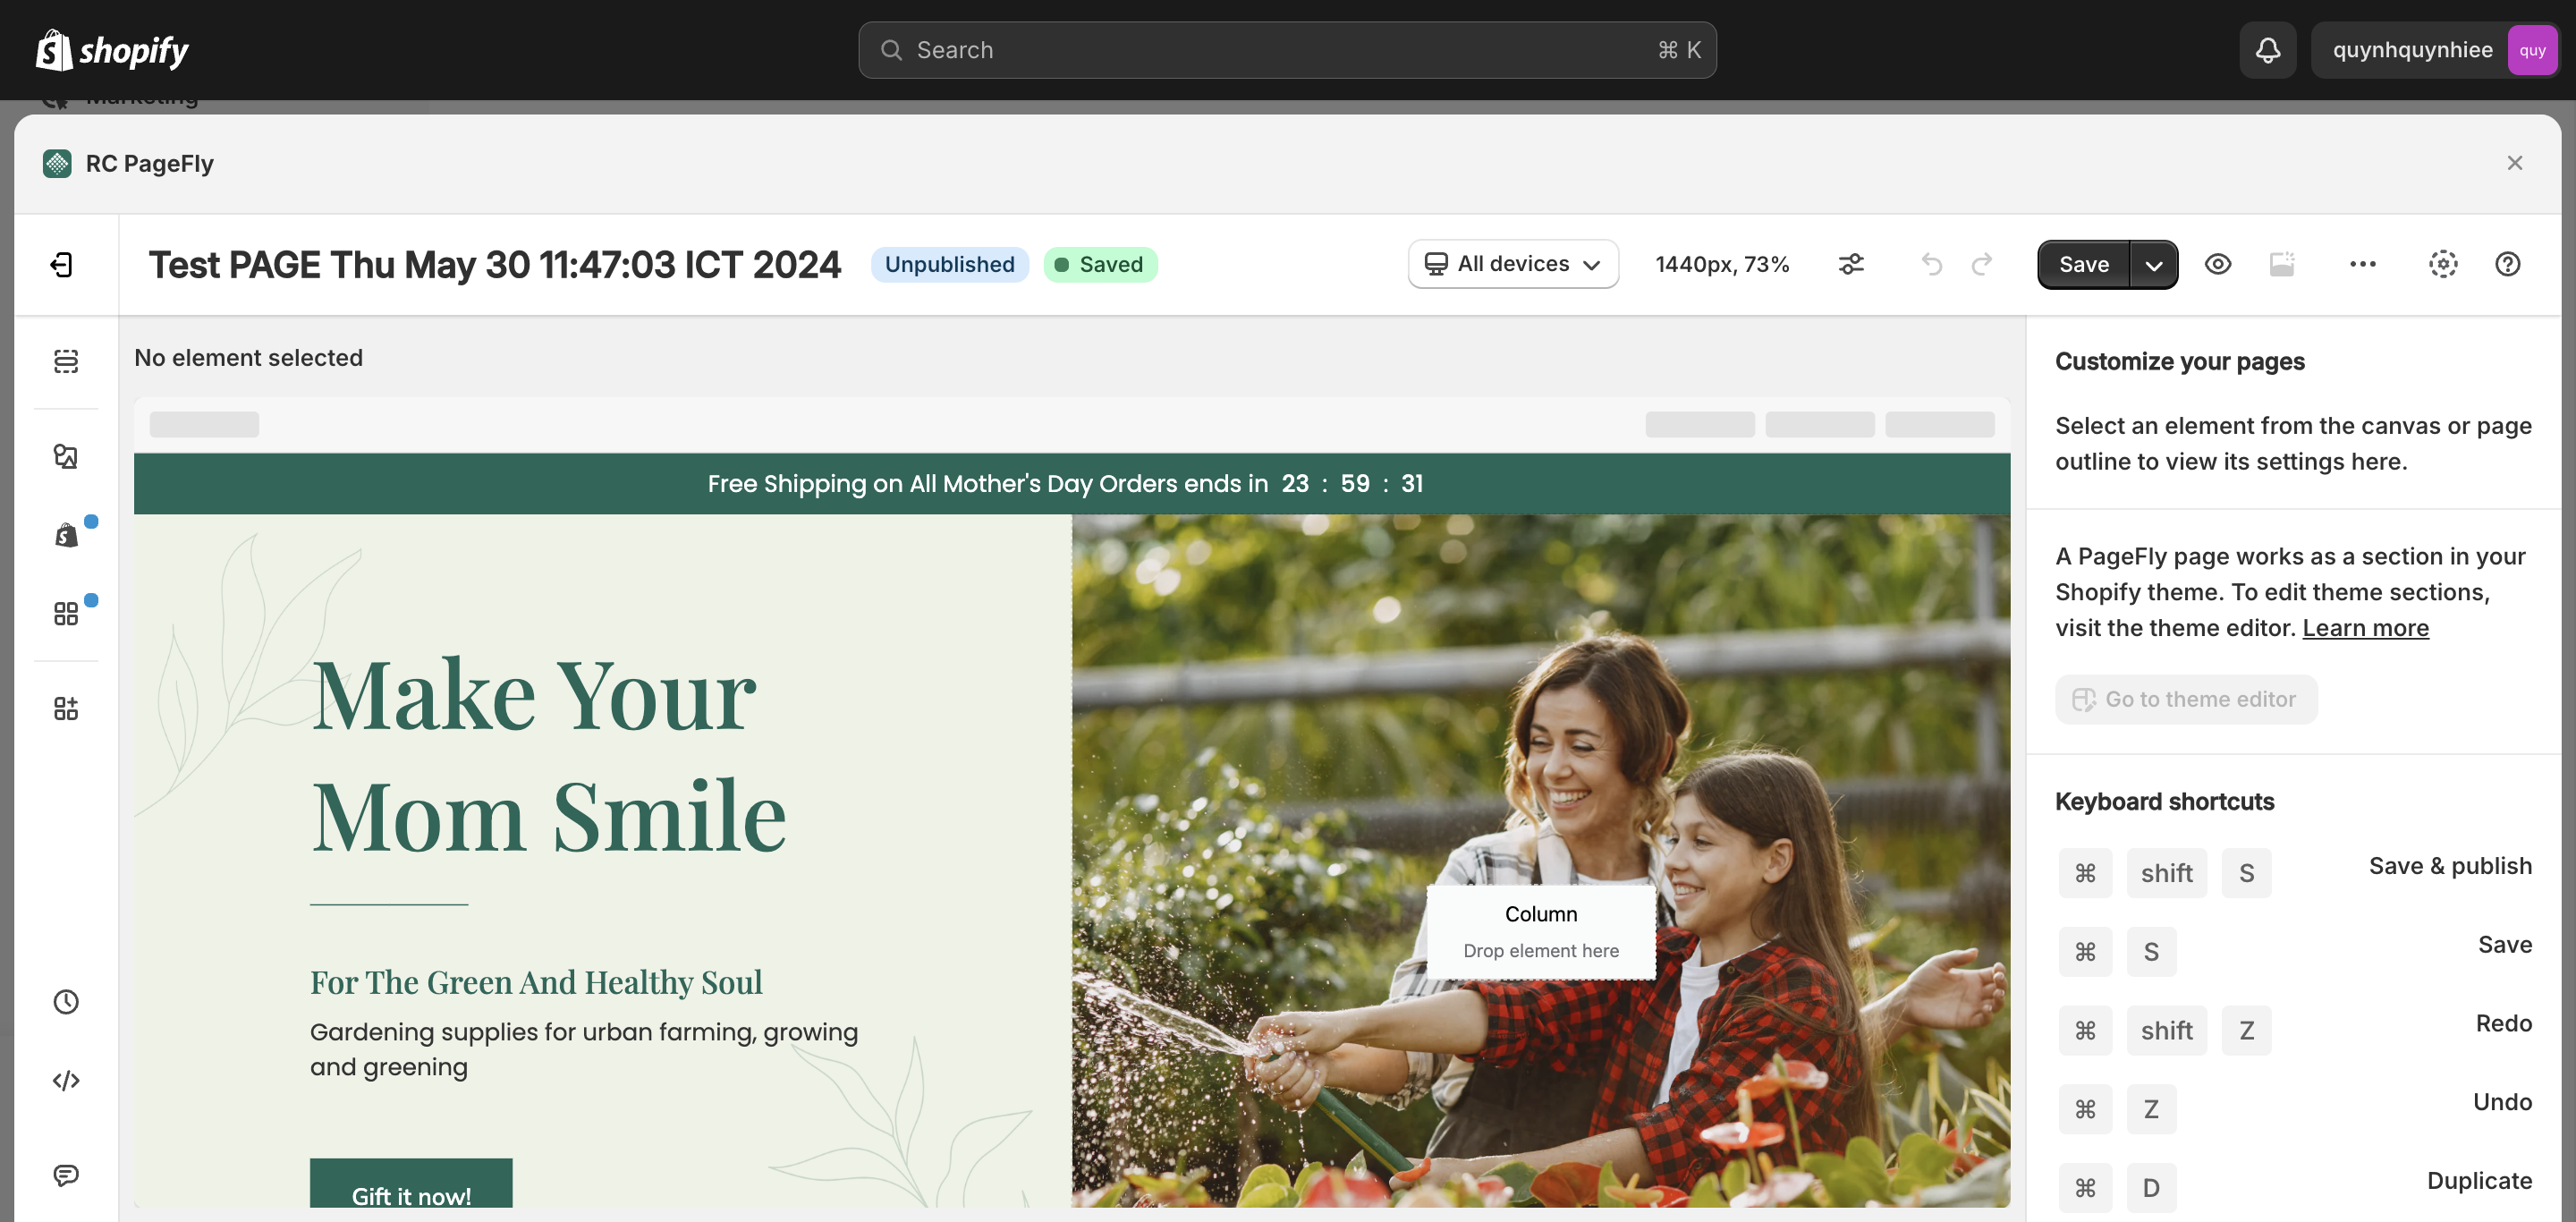 shopify
Search
⌘ K
quynhquynhiee
quy
Marketing
RC PageFly
Test PAGE Thu May 30 11:47:03 ICT 2024
Unpublished
Saved
All devices
1440px, 73%
Save
No element selected
Free Shipping on All Mother's Day Orders ends in 23 : 59 : 31
Make Your
Mom Smile
For The Green And Healthy Soul
Gardening supplies for urban farming, growing
and greening
Gift it now!
Column
Drop element here
Customize your pages
Select an element from the canvas or page
outline to view its settings here.
A PageFly page works as a section in your
Shopify theme. To edit theme sections,
visit the theme editor. Learn more
Go to theme editor
Keyboard shortcuts
⌘ shift S Save & publish
⌘ S Save
⌘ shift Z Redo
⌘ Z Undo
⌘ D Duplicate